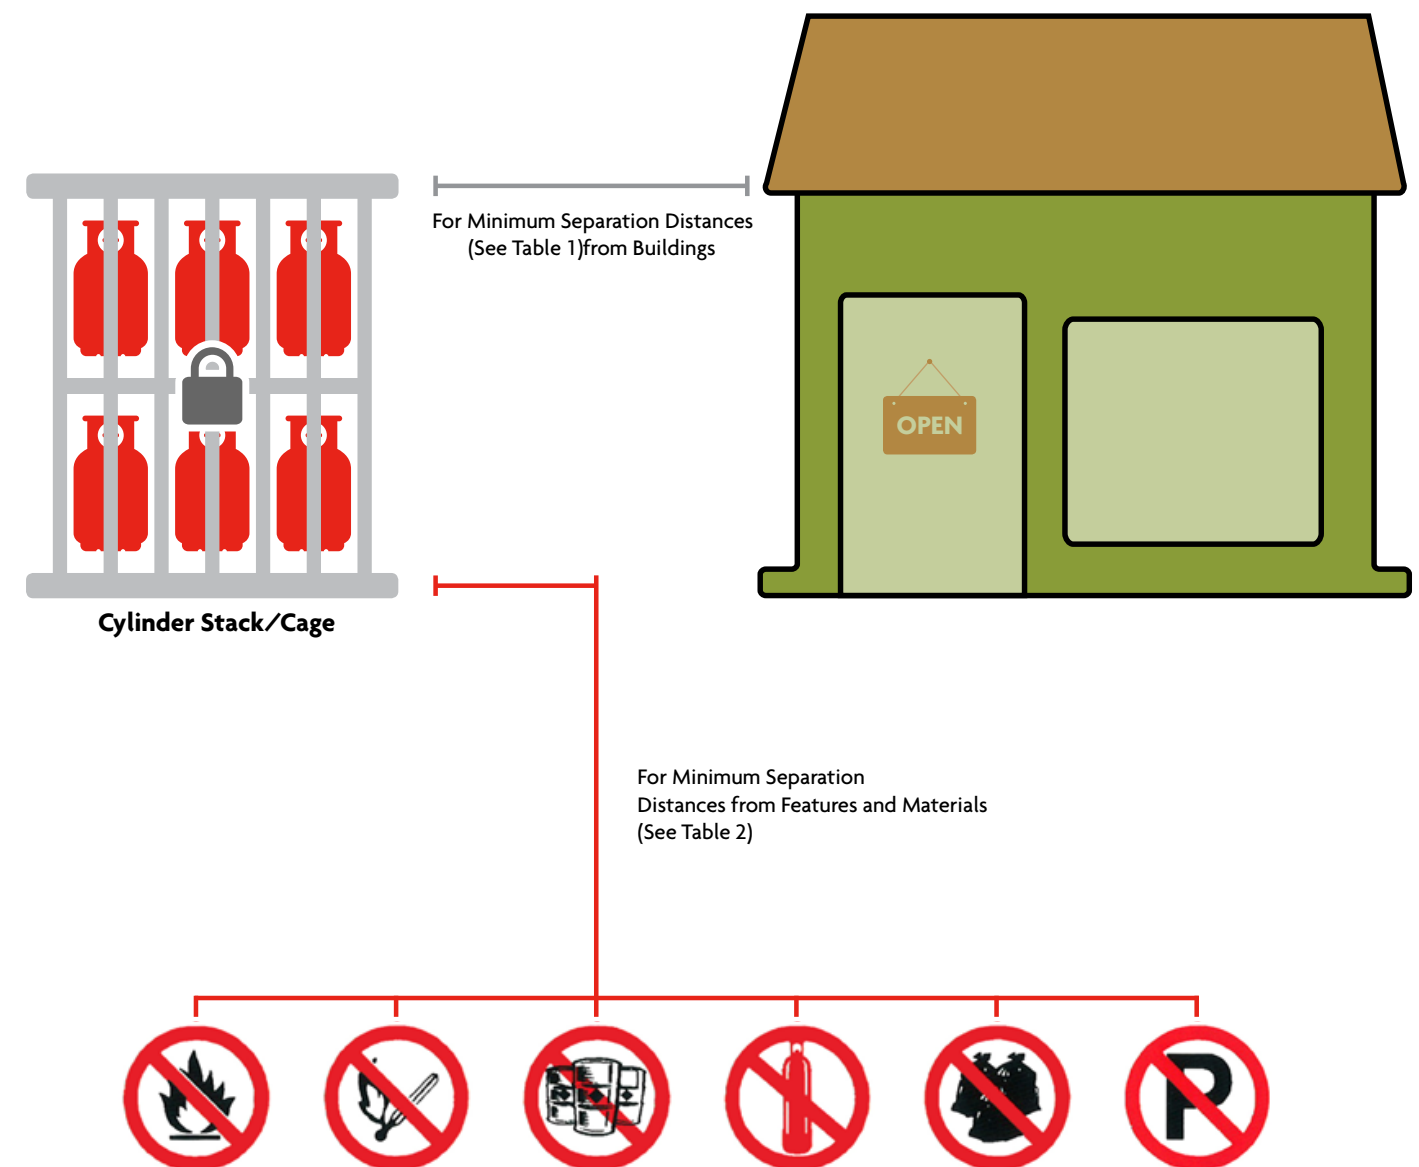 For Minimum Separation Distances
(See Table 1)from Buildings
OPEN
Cylinder Stack/Cage
For Minimum Separation
Distances from Features and Materials
(See Table 2)
P